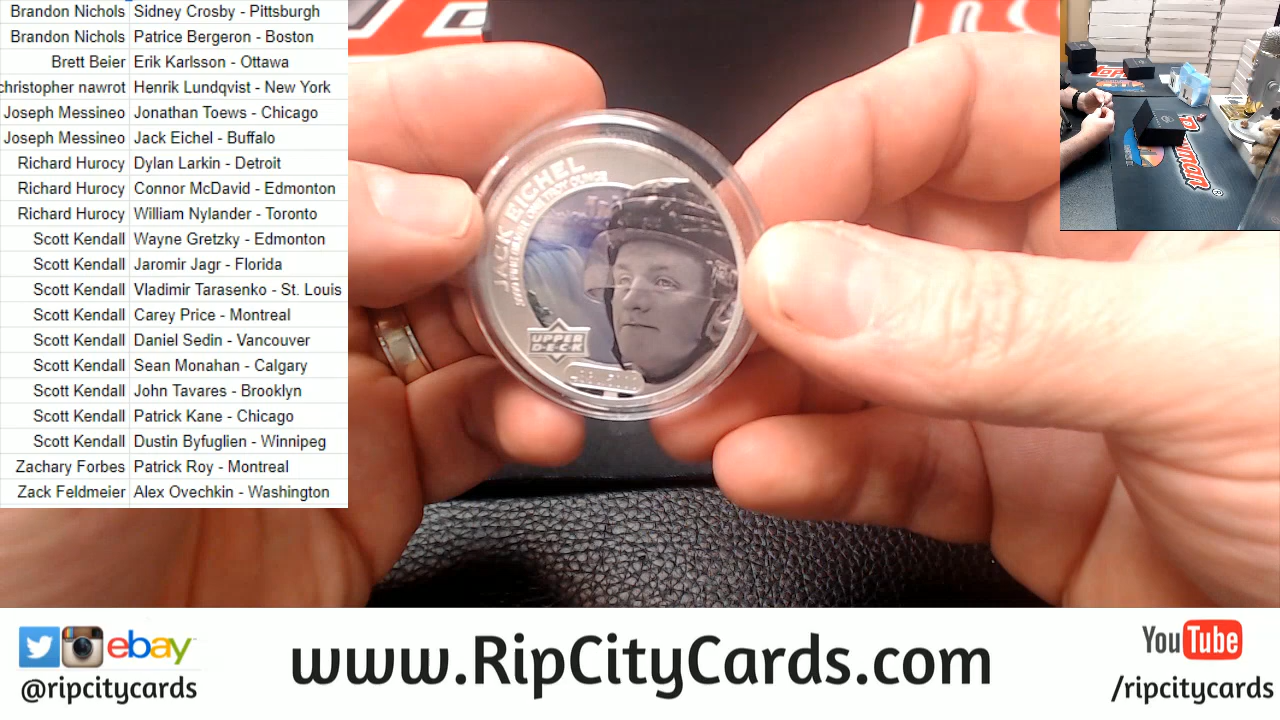 Brandon Nichols Sidney Crosby - Pittsburgh
Brandon Nichols Patrice Bergeron - Boston
Brett Beier Erik Karlsson - Ottawa
christopher nawrot Henrik Lundqvist - New York
Joseph Messineo Jonathan Toews - Chicago
Joseph Messineo Jack Eichel - Buffalo
Richard Hurocy Dylan Larkin - Detroit
Richard Hurocy Connor McDavid - Edmonton
Richard Hurocy William Nylander - Toronto
Scott Kendall Wayne Gretzky - Edmonton
Scott Kendall Jaromir Jagr - Florida
Scott Kendall Vladimir Tarasenko - St. Louis
Scott Kendall Carey Price - Montreal
Scott Kendall Daniel Sedin - Vancouver
Scott Kendall Sean Monahan - Calgary
Scott Kendall John Tavares - Brooklyn
Scott Kendall Patrick Kane - Chicago
Scott Kendall Dustin Byfuglien - Winnipeg
Zachary Forbes Patrick Roy - Montreal
Zack Feldmeier Alex Ovechkin - Washington
JACK EICHEL
ONE TROY OUNCE
UPPER
DECK
ebay
@ripcitycards
www.RipCityCards.com
YouTube
/ripcitycards